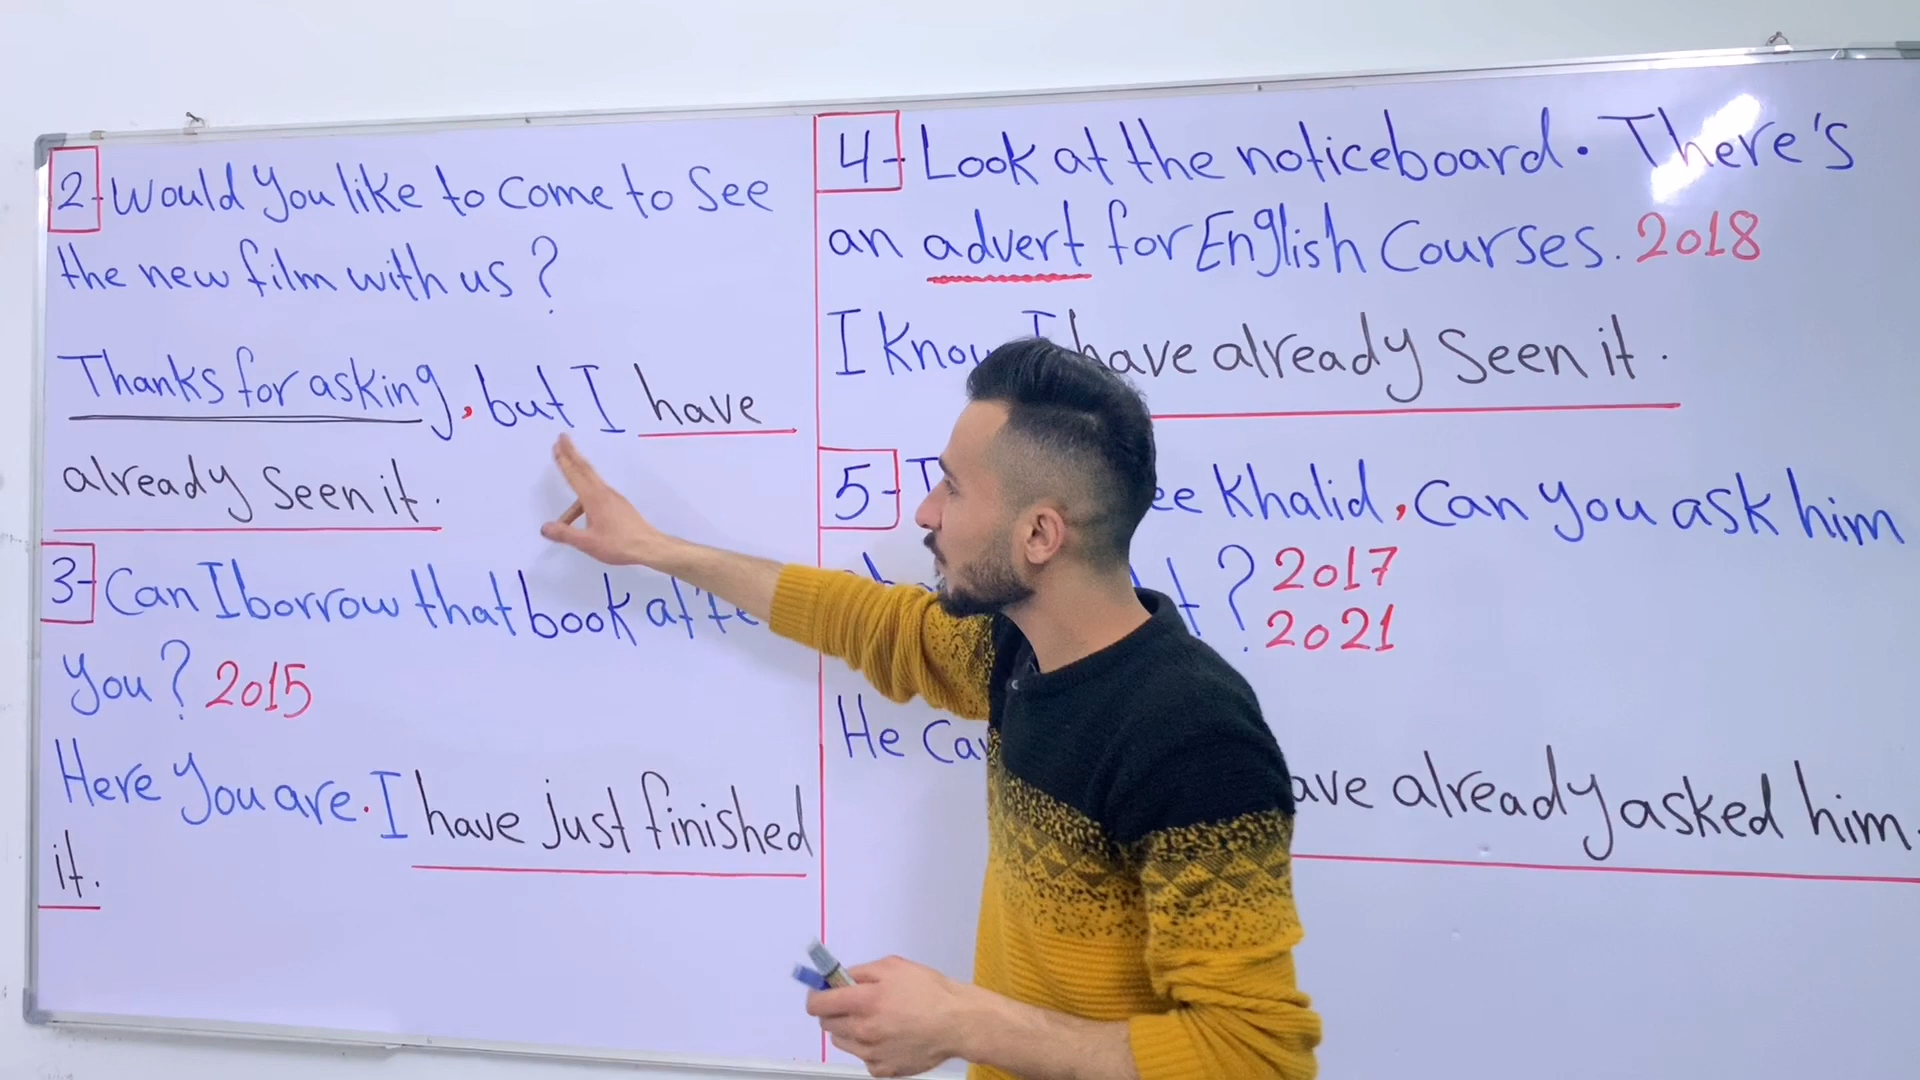 2- Would you like to come to see
the new film with us ?
Thanks for asking, but I have
already seen it.
3- Can I borrow that book
you ? 2015
Here you are. I have just finished
it.
4- Look at the noticeboard. There's
an advert for English Courses. 2018
I have already seen it.
5- Khalid, Can you ask him
? 2017
2021
He
already asked him.